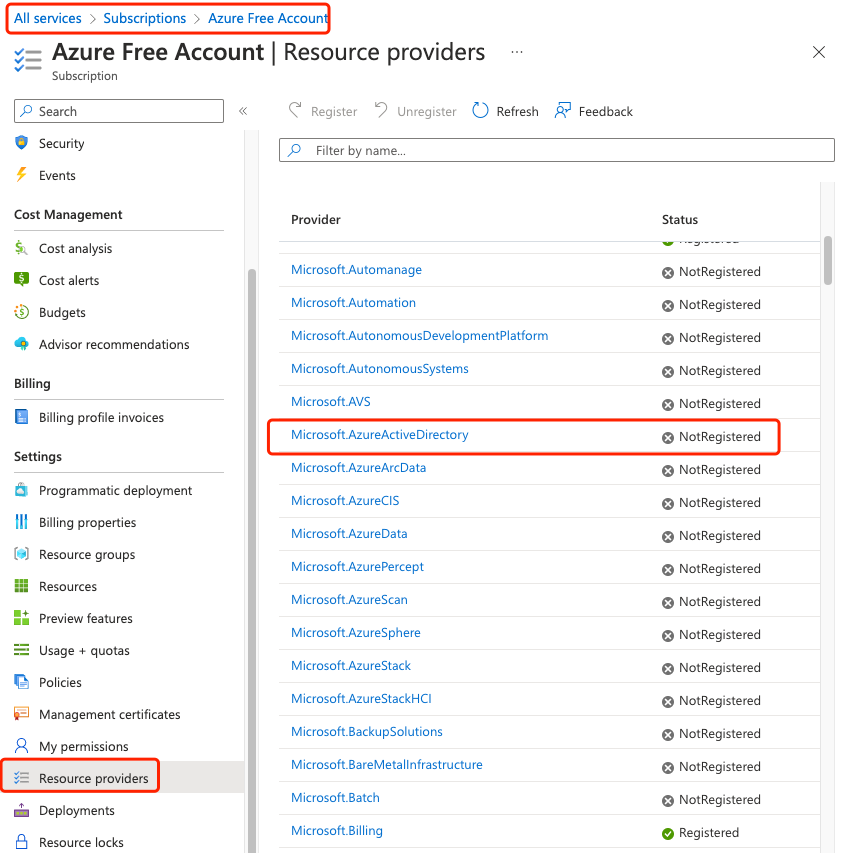 All services > Subscriptions > Azure Free Account
Azure Free Account | Resource providers ...
Subscription
Search
«
Security
Events
Cost Management
Cost analysis
Cost alerts
Budgets
Advisor recommendations
Billing
Billing profile invoices
Settings
Programmatic deployment
Billing properties
Resource groups
Resources
Preview features
Usage + quotas
Policies
Management certificates
My permissions
Resource providers
Deployments
Resource locks
Register Unregister Refresh Feedback
Filter by name...
Provider Status
Registered
Microsoft.Automanage NotRegistered
Microsoft.Automation NotRegistered
Microsoft.AutonomousDevelopmentPlatform NotRegistered
Microsoft.AutonomousSystems NotRegistered
Microsoft.AVS NotRegistered
Microsoft.AzureActiveDirectory NotRegistered
Microsoft.AzureArcData NotRegistered
Microsoft.AzureCIS NotRegistered
Microsoft.AzureData NotRegistered
Microsoft.AzurePercept NotRegistered
Microsoft.AzureScan NotRegistered
Microsoft.AzureSphere NotRegistered
Microsoft.AzureStack NotRegistered
Microsoft.AzureStackHCI NotRegistered
Microsoft.BackupSolutions NotRegistered
Microsoft.BareMetalInfrastructure NotRegistered
Microsoft.Batch NotRegistered
Microsoft.Billing Registered